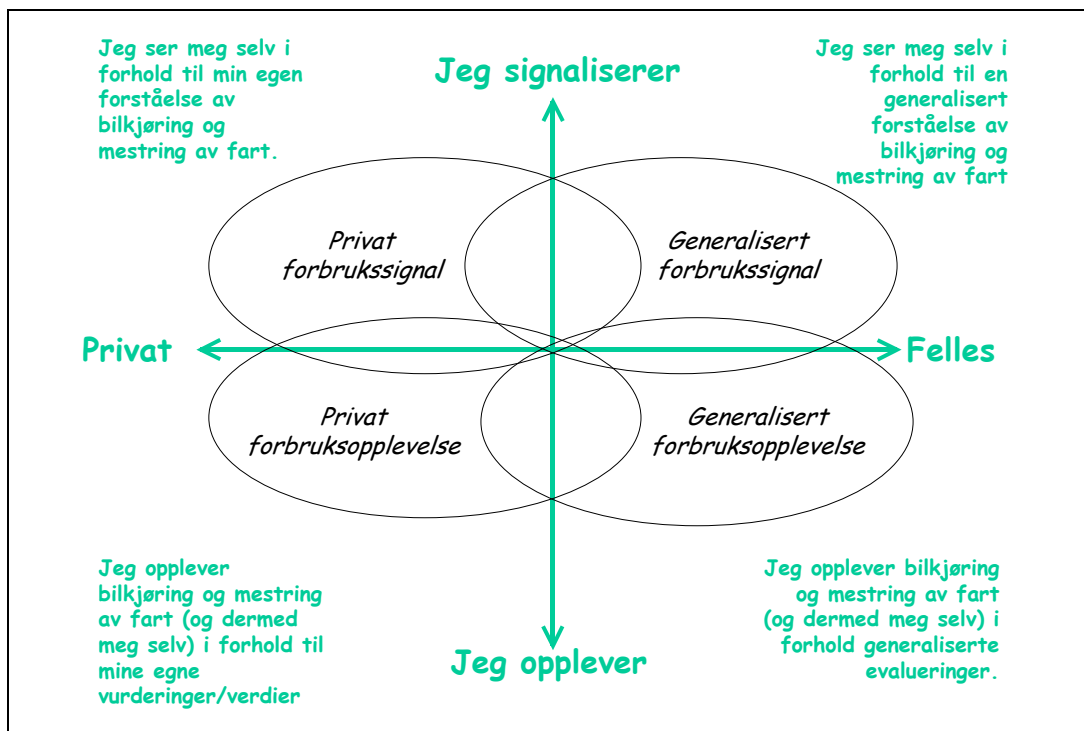 Jeg ser meg selv i
forhold til min egen
forståelse av
bilkjøring og
mestring av fart.
Jeg signaliserer
Jeg ser meg selv i
forhold til en
generalisert
forståelse av
bilkjøring og
mestring av fart
Privat
forbrukssignal
Generalisert
forbrukssignal
Privat
Felles
Privat
forbruksopplevelse
Generalisert
forbruksopplevelse
Jeg opplever
bilkjøring og mestring
av fart (og dermed
meg selv) i forhold til
mine egne
vurderinger/verdier
Jeg opplever
Jeg opplever bilkjøring
og mestring av fart
(og dermed meg selv) i
forhold generaliserte
evalueringer.